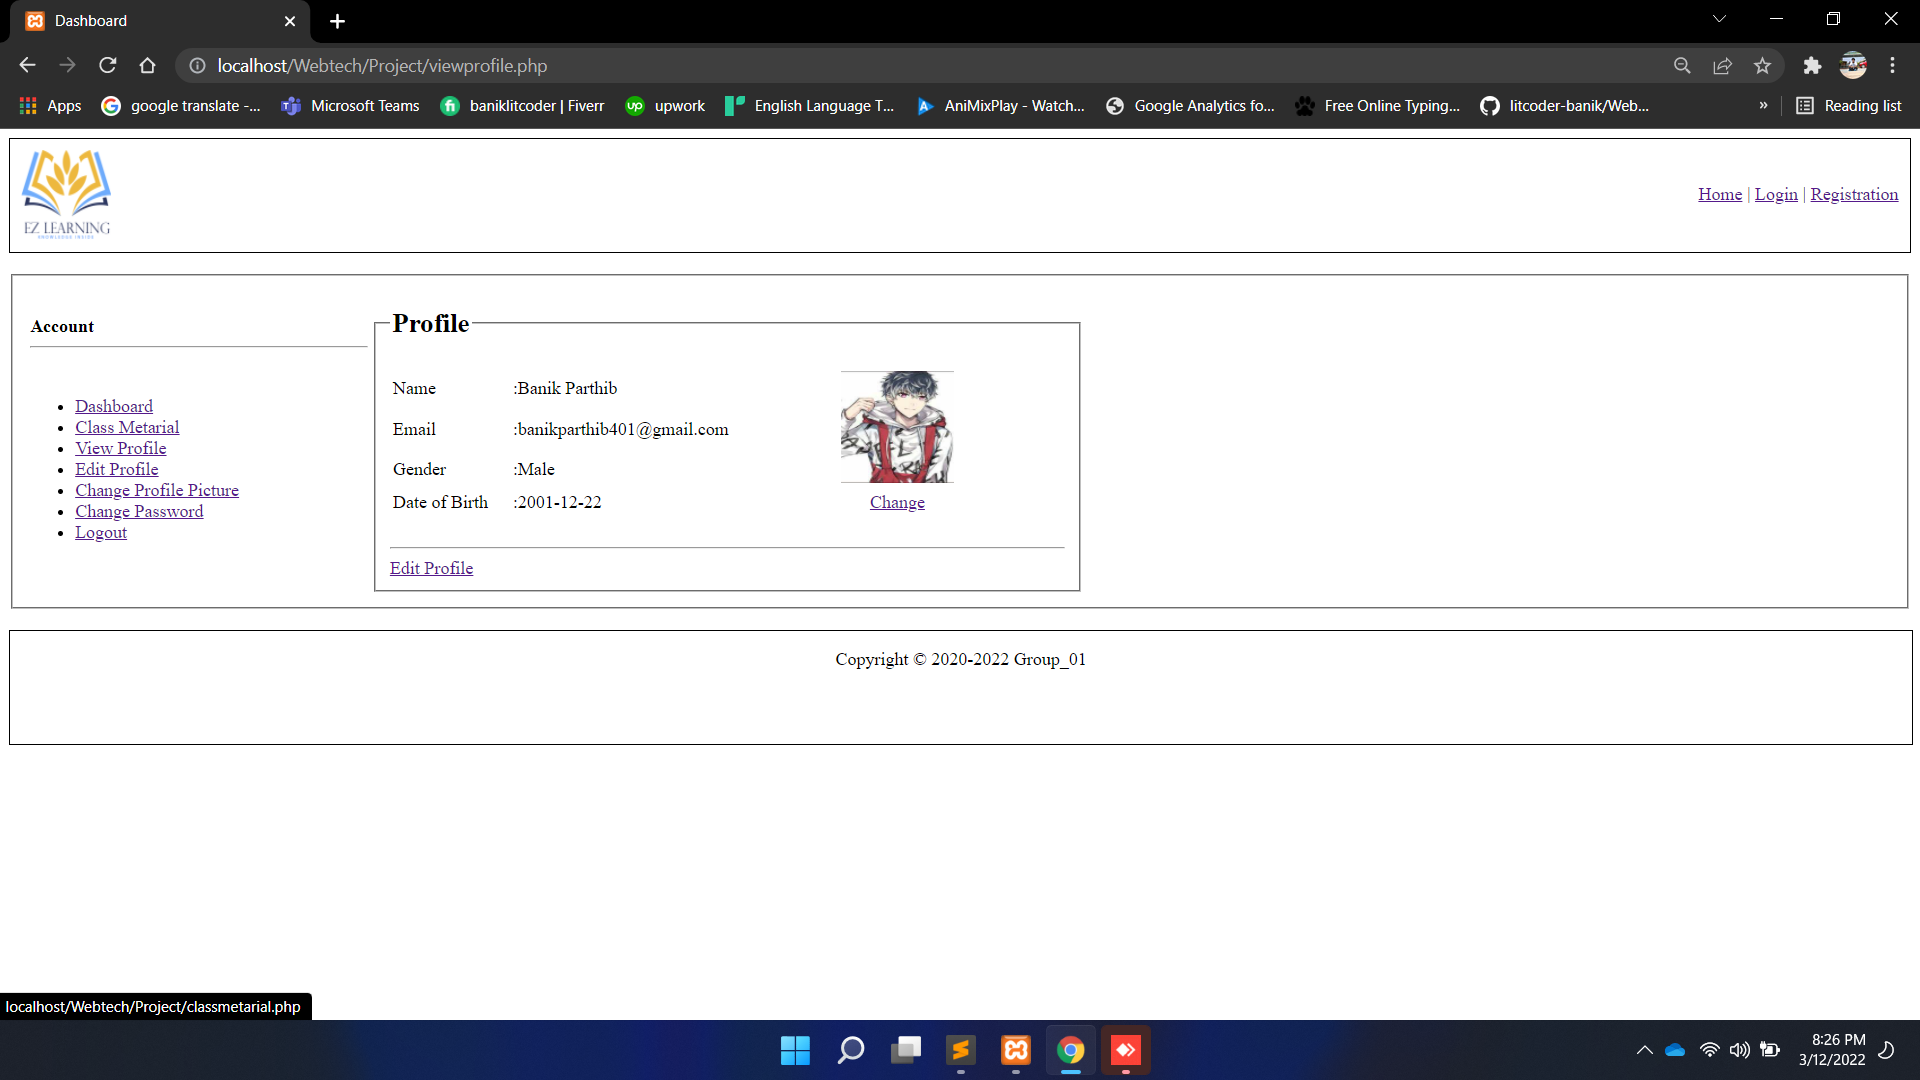 Dashboard
localhost/Webtech/Project/viewprofile.php
Apps google translate -... Microsoft Teams baniklitcoder | Fiverr upwork English Language T... AniMixPlay - Watch... Google Analytics fo... Free Online Typing... litcoder-banik/Web... » Reading list
EZ LEARNING
KNOWLEDGE INSIDE
Home | Login | Registration
Account
Dashboard
Class Metarial
View Profile
Edit Profile
Change Profile Picture
Change Password
Logout
Profile
Name :Banik Parthib
Email :banikparthib401@gmail.com
Gender :Male
Date of Birth :2001-12-22
Change
Edit Profile
Copyright © 2020-2022 Group_01
localhost/Webtech/Project/classmetarial.php
8:26 PM
3/12/2022